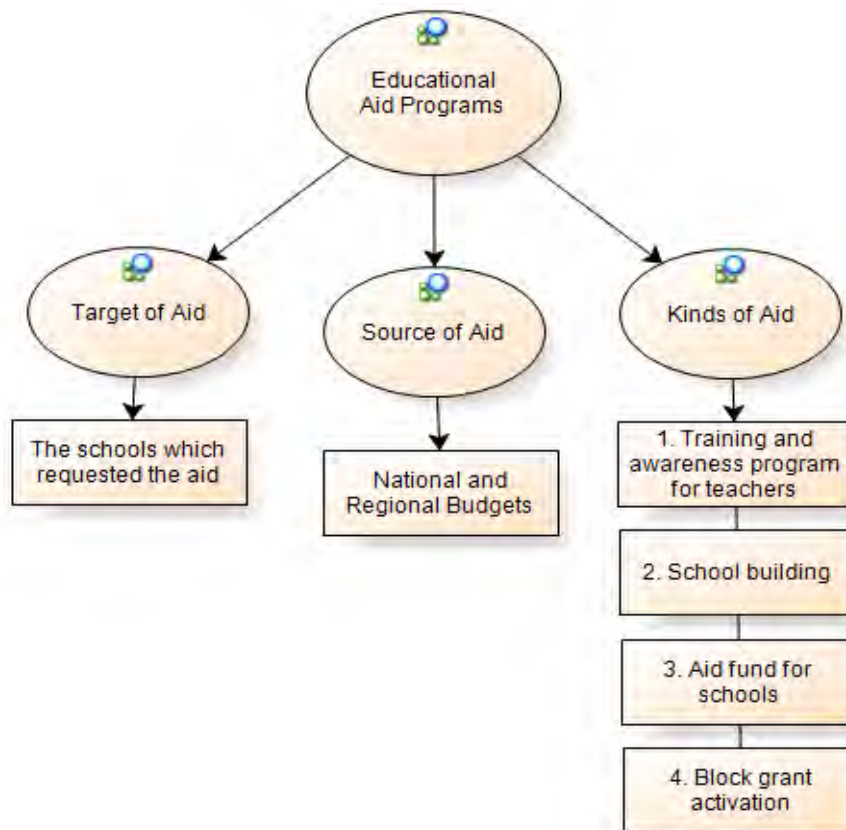 Educational
Aid Programs
Target of Aid
Source of Aid
Kinds of Aid
The schools which
requested the aid
National and
Regional Budgets
1. Training and
awareness program
for teachers
2. School building
3. Aid fund for
schools
4. Block grant
activation